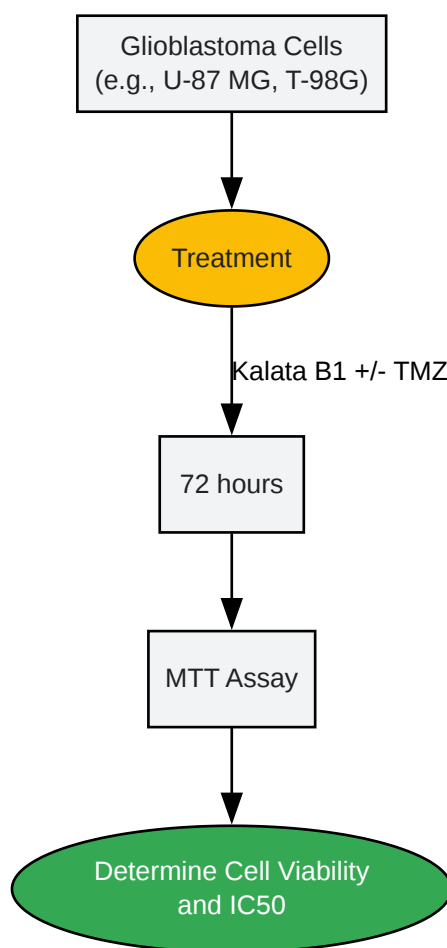 Glioblastoma Cells
(e.g., U-87 MG, T-98G)
Treatment
Kalata B1 +/- TMZ
72 hours
MTT Assay
Determine Cell Viability
and IC50